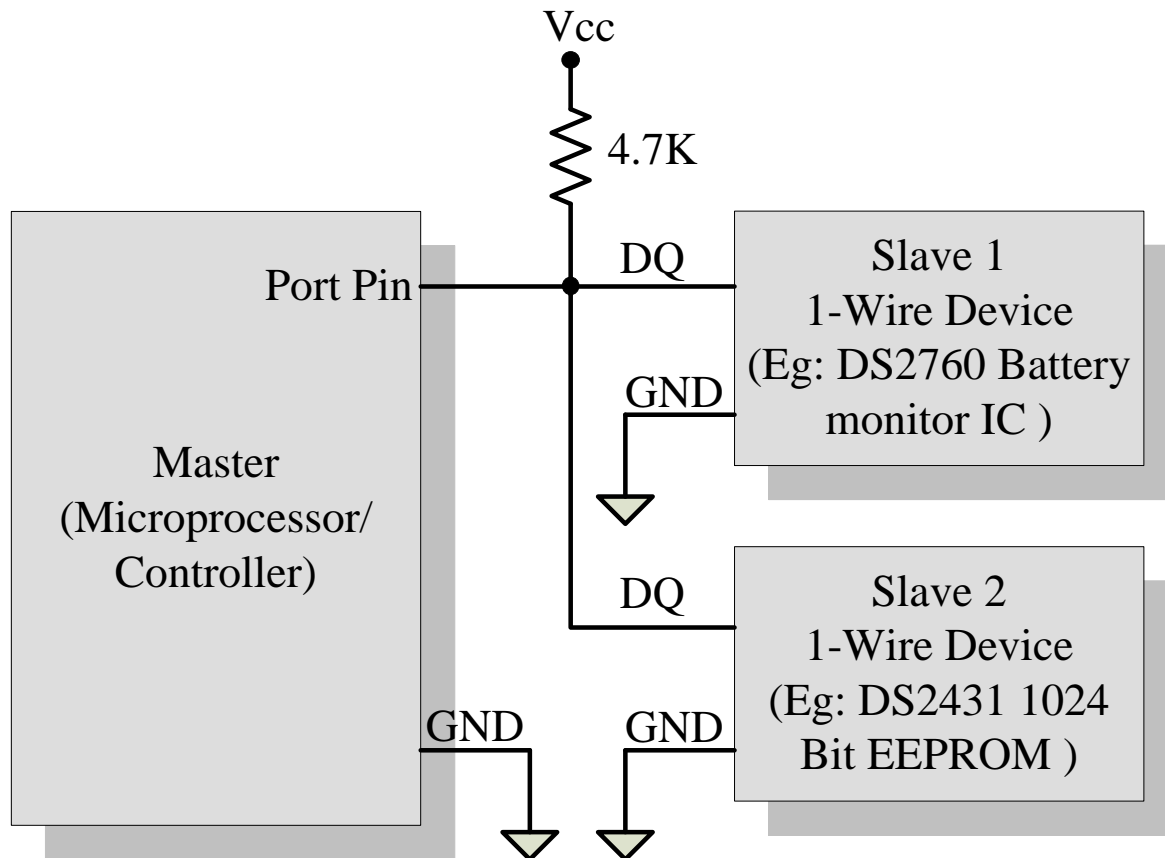 Vcc
4.7K
Port Pin
DQ
Slave 1
1-Wire Device
(Eg: DS2760 Battery
monitor IC )
GND
Master
(Microprocessor/
Controller)
DQ
Slave 2
1-Wire Device
(Eg: DS2431 1024
Bit EEPROM )
GND
GND